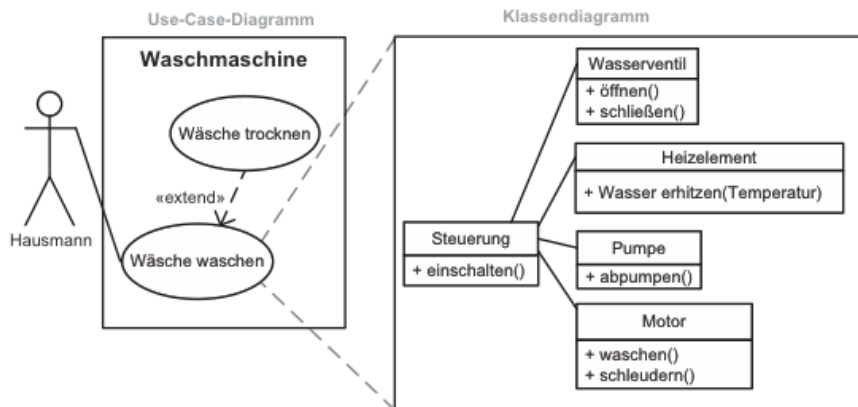 Use-Case-Diagramm
Waschmaschine
Wäsche trocknen
«extend»
Hausmann
Wäsche waschen
Klassendiagramm
Wasserventil
+ öffnen()
+ schließen()
Heizelement
+ Wasser erhitzen(Temperatur)
Steuerung
+ einschalten()
Pumpe
+ abpumpen()
Motor
+ waschen()
+ schleudern()